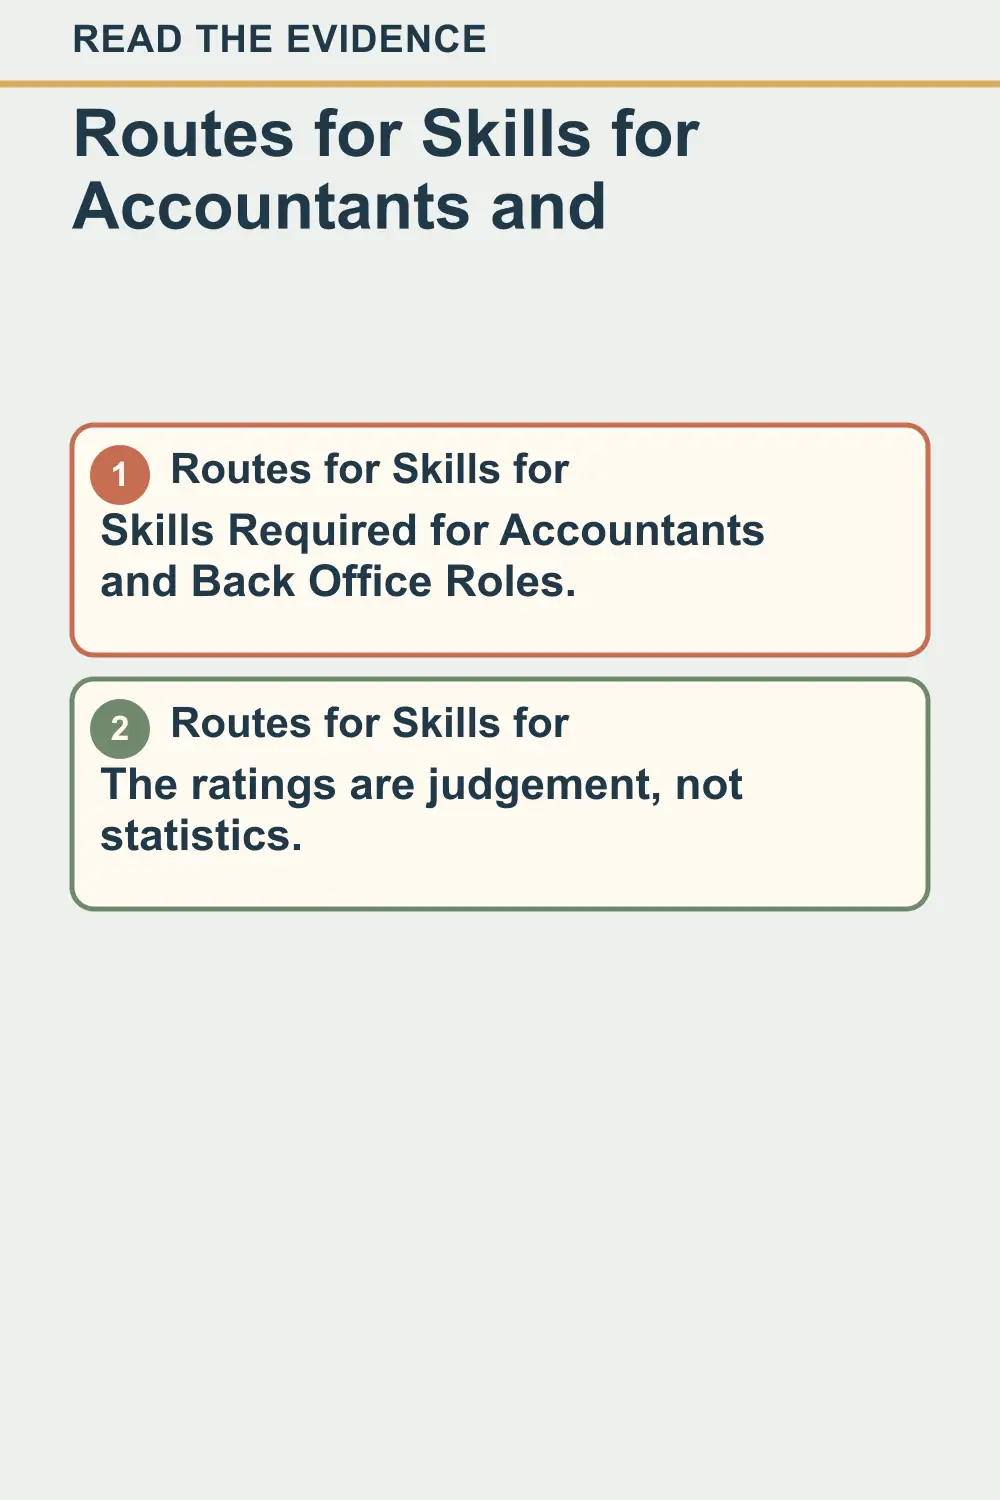 READ THE EVIDENCE
Routes for Skills for
Accountants and
1 Routes for Skills for
Skills Required for Accountants
and Back Office Roles.
2 Routes for Skills for
The ratings are judgement, not
statistics.